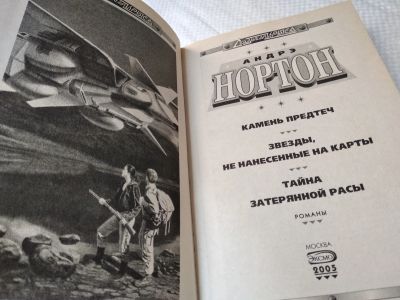 АНДРЭ
НОРТОН
КАМЕНЬ ПРЕДТЕЧ
ЗВЕЗДЫ,
НЕ НАНЕСЕННЫЕ НА КАРТЫ
ТАЙНА
ЗАТЕРЯННОЙ РАСЫ
РОМАНЫ
МОСКВА
ЭКСМО
2005